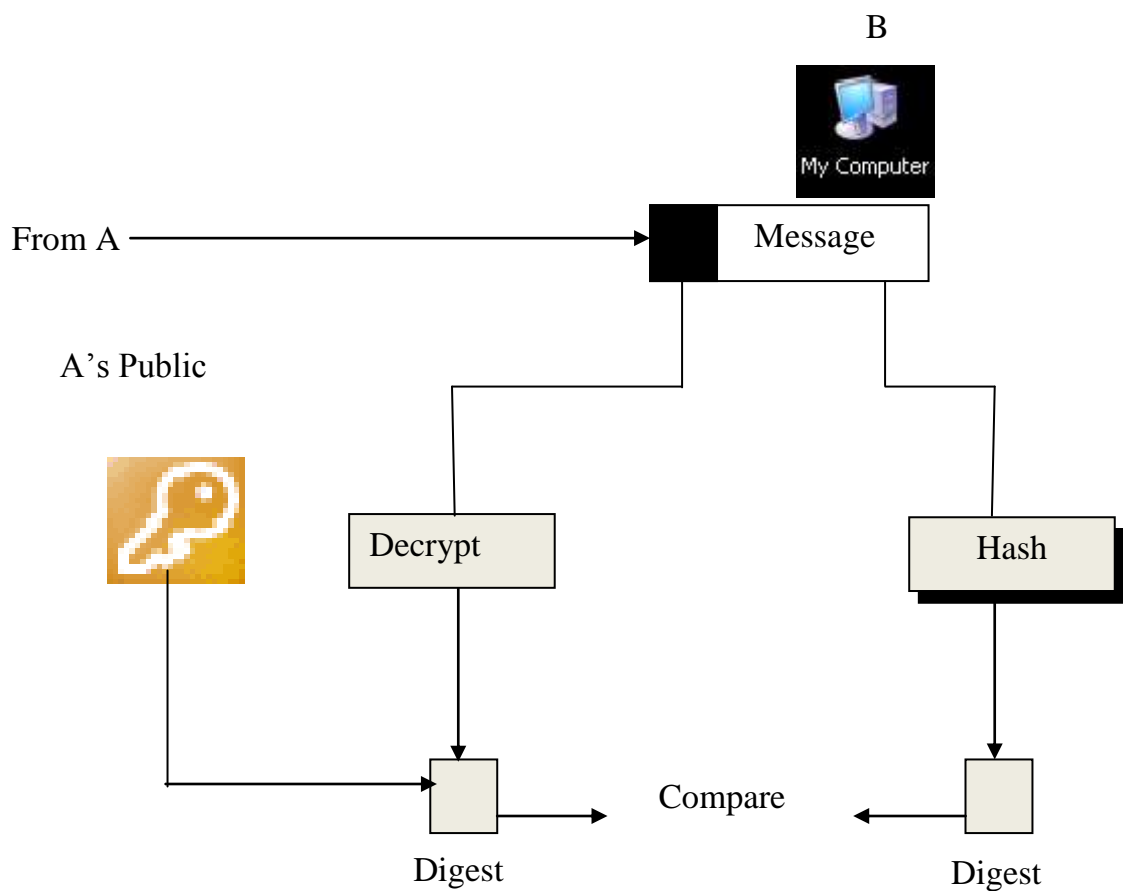 B
My Computer
From A
Message
A’s Public
Decrypt
Hash
Compare
Digest
Digest